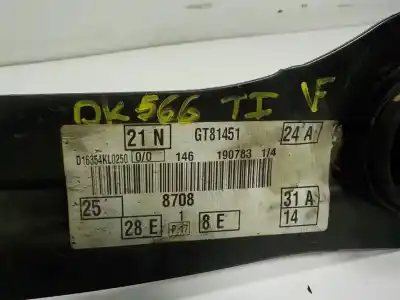 DK566 TI V
21 N GT81451 24 A
D16354KL0250 0/0 146 190783 1/4
25 8708 31 A
28 E 1 8 E 14
P.17